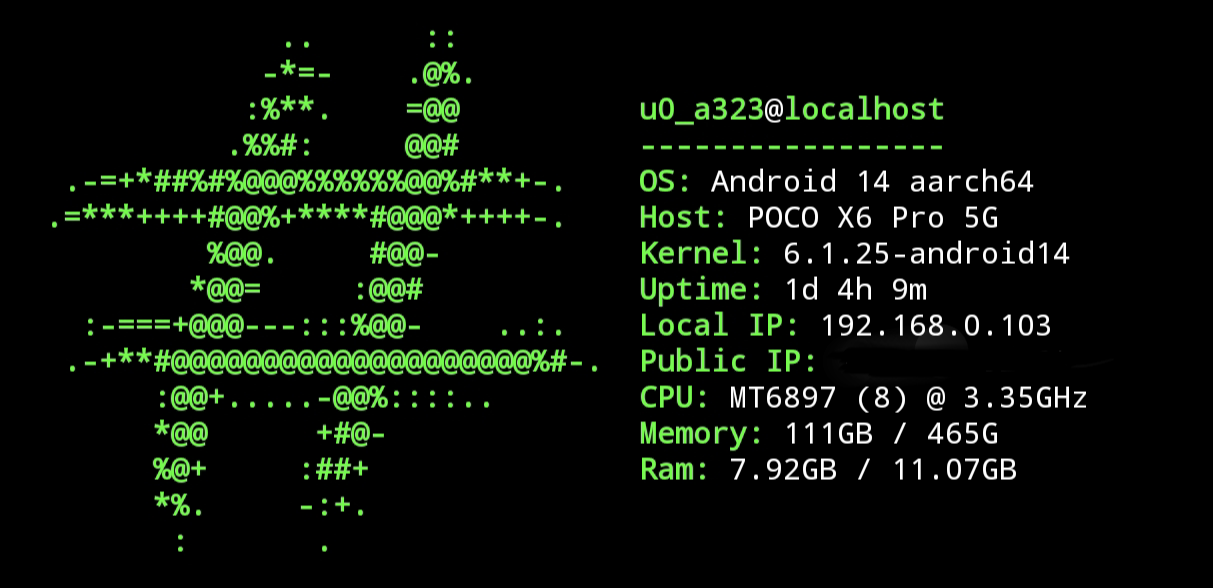 u0_a323@localhost
-----------------
OS: Android 14 aarch64
Host: POCO X6 Pro 5G
Kernel: 6.1.25-android14
Uptime: 1d 4h 9m
Local IP: 192.168.0.103
Public IP:
CPU: MT6897 (8) @ 3.35GHz
Memory: 111GB / 465G
Ram: 7.92GB / 11.07GB